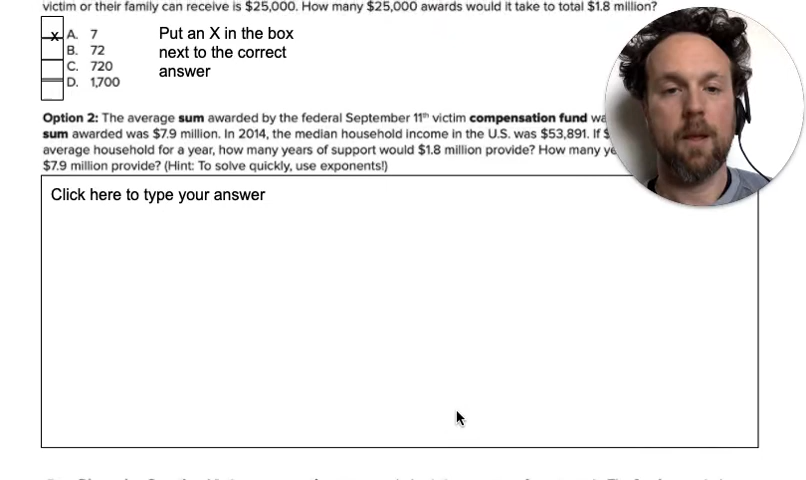 victim or their family can receive is $25,000. How many $25,000 awards would it take to total $1.8 million?
x A. 7
B. 72
C. 720
D. 1,700
Put an X in the box
next to the correct
answer
Option 2: The average sum awarded by the federal September 11th victim compensation fund
sum awarded was $7.9 million. In 2014, the median household income in the U.S. was $53,891. If
average household for a year, how many years of support would $1.8 million provide? How many
$7.9 million provide? (Hint: To solve quickly, use exponents!)
Click here to type your answer